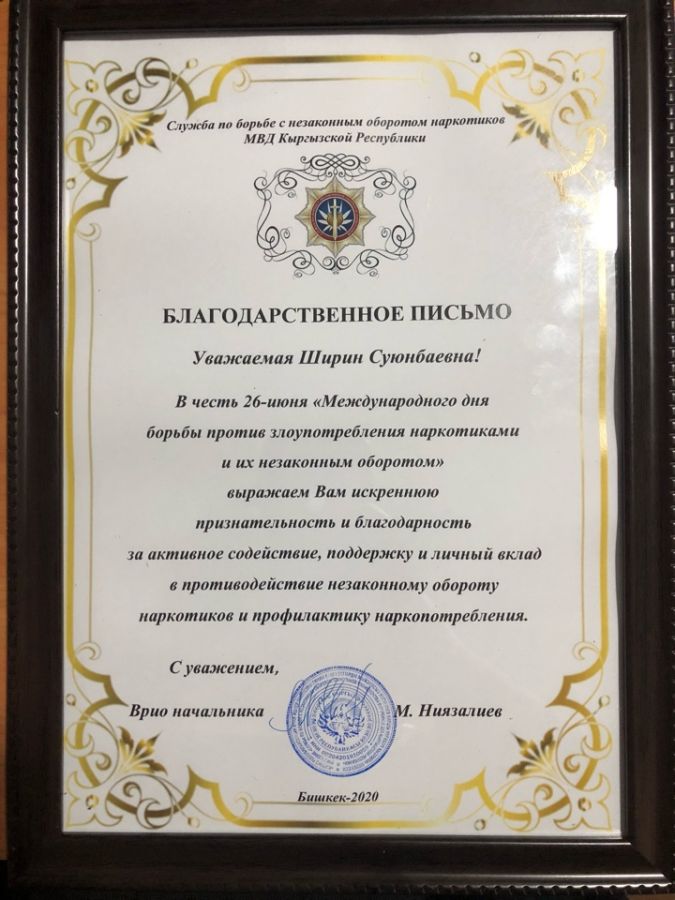 Служба по борьбе с незаконным оборотом наркотиков
МВД Кыргызской Республики
БЛАГОДАРСТВЕННОЕ ПИСЬМО
Уважаемая Ширин Суюнбаевна!
В честь 26-июня «Международного дня
борьбы против злоупотребления наркотиками
и их незаконным оборотом»
выражаем Вам искреннюю
признательность и благодарность
за активное содействие, поддержку и личный вклад
в противодействие незаконному обороту
наркотиков и профилактику наркопотребления.
С уважением,
Врио начальника М. Ниязалиев
Бишкек-2020